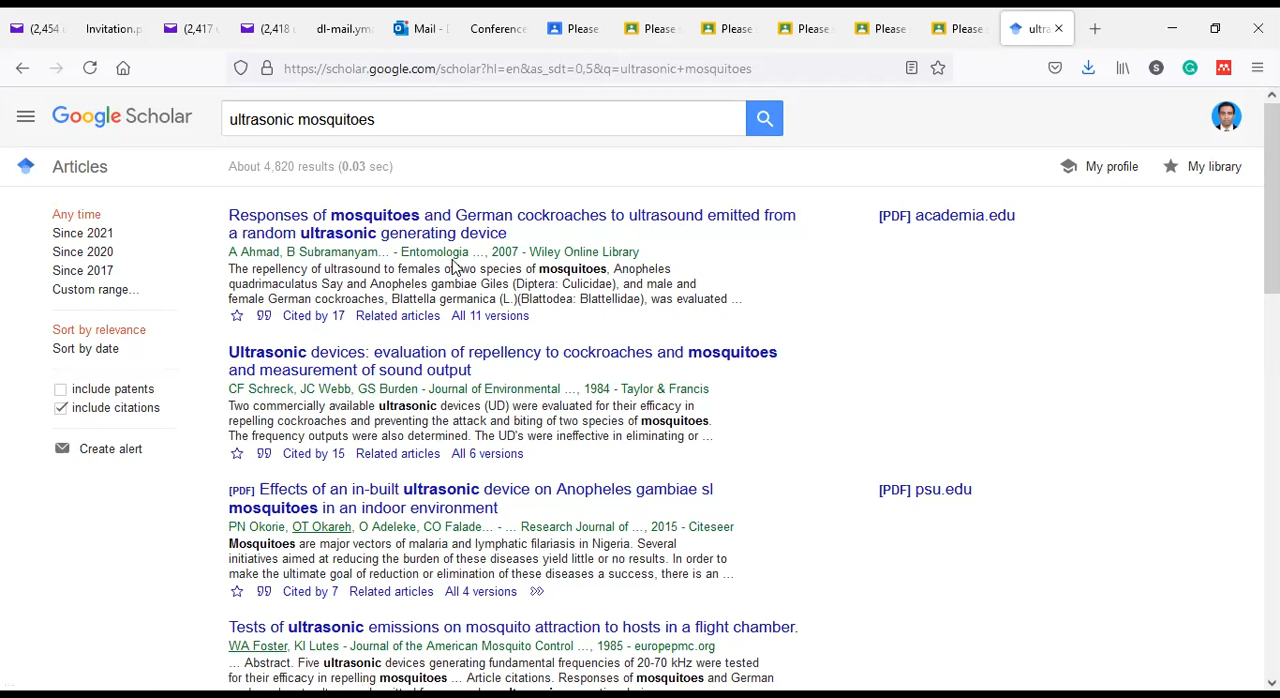 (2,454
Invitation.p
(2,417
(2,418
dl-mail.ym
Mail -
Conference
Please
Please
Please
Please
Please
Please
ultra
https://scholar.google.com/scholar?hl=en&as_sdt=0,5&q=ultrasonic+mosquitoes
S
Google Scholar
ultrasonic mosquitoes
Articles
About 4,820 results (0.03 sec)
My profile
My library
Any time
Since 2021
Since 2020
Since 2017
Custom range...
Sort by relevance
Sort by date
include patents
include citations
Create alert
Responses of mosquitoes and German cockroaches to ultrasound emitted from
a random ultrasonic generating device
A Ahmad, B Subramanyam... - Entomologia ..., 2007 - Wiley Online Library
The repellency of ultrasound to females of two species of mosquitoes, Anopheles
quadrimaculatus Say and Anopheles gambiae Giles (Diptera: Culicidae), and male and
female German cockroaches, Blattella germanica (L.)(Blattodea: Blattellidae), was evaluated ...
Cited by 17 Related articles All 11 versions
[PDF] academia.edu
Ultrasonic devices: evaluation of repellency to cockroaches and mosquitoes
and measurement of sound output
CF Schreck, JC Webb, GS Burden - Journal of Environmental ..., 1984 - Taylor & Francis
Two commercially available ultrasonic devices (UD) were evaluated for their efficacy in
repelling cockroaches and preventing the attack and biting of two species of mosquitoes.
The frequency outputs were also determined. The UD's were ineffective in eliminating or ...
Cited by 15 Related articles All 6 versions
[PDF] Effects of an in-built ultrasonic device on Anopheles gambiae sl
mosquitoes in an indoor environment
PN Okorie, OT Okareh, O Adeleke, CO Falade... - ... Research Journal of ..., 2015 - Citeseer
Mosquitoes are major vectors of malaria and lymphatic filariasis in Nigeria. Several
initiatives aimed at reducing the burden of these diseases yield little or no results. In order to
make the ultimate goal of reduction or elimination of these diseases a success, there is an ...
Cited by 7 Related articles All 4 versions
[PDF] psu.edu
Tests of ultrasonic emissions on mosquito attraction to hosts in a flight chamber.
WA Foster, KI Lutes - Journal of the American Mosquito Control ..., 1985 - europepmc.org
... Abstract. Five ultrasonic devices generating fundamental frequencies of 20-70 kHz were tested
for their efficacy in repelling mosquitoes ... Article citations. Responses of mosquitoes and German